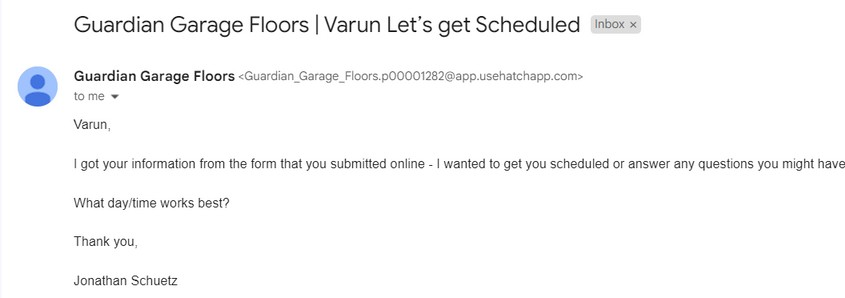 Guardian Garage Floors | Varun Let’s get Scheduled Inbox ×
Guardian Garage Floors <Guardian_Garage_Floors.p00001282@app.usehatchapp.com>
to me
Varun,
I got your information from the form that you submitted online - I wanted to get you scheduled or answer any questions you might have
What day/time works best?
Thank you,
Jonathan Schuetz